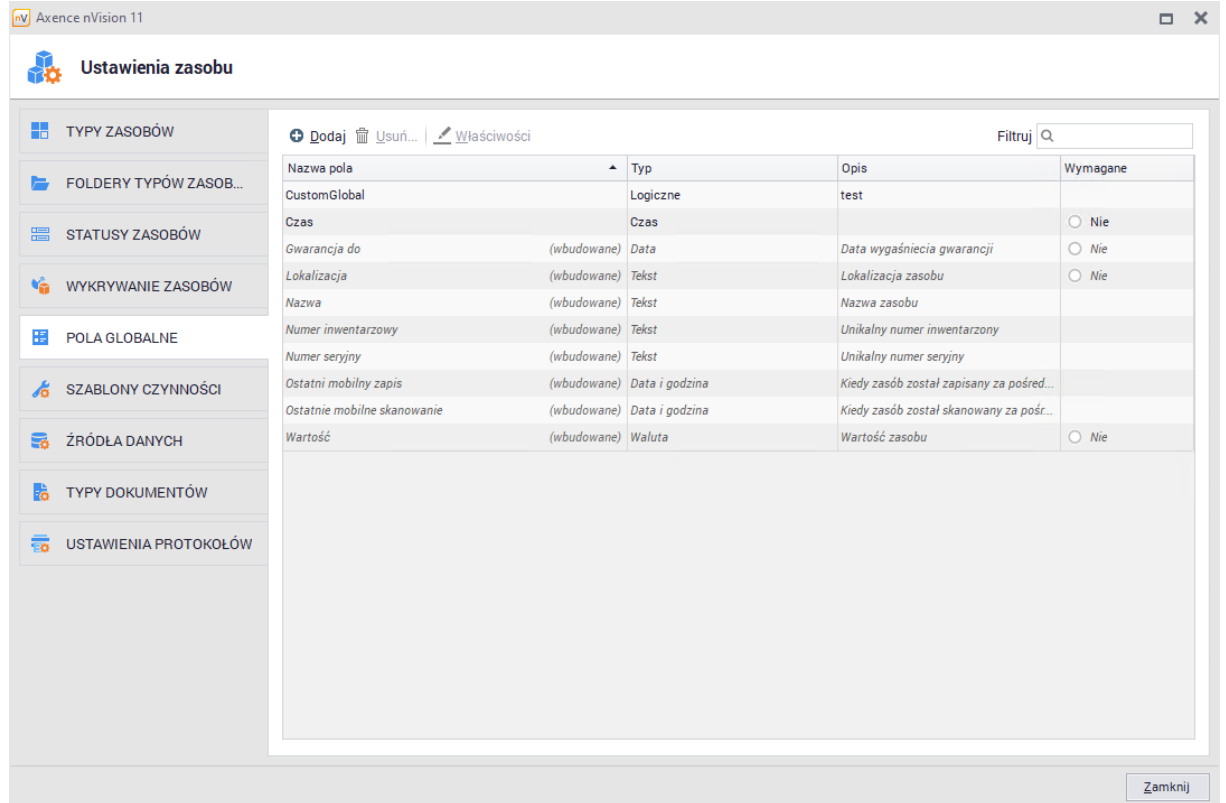 nV Axence nVision 11
Ustawienia zasobu
TYPY ZASOBÓW
FOLDERY TYPÓW ZASOB...
STATUSY ZASOBÓW
WYKRYWANIE ZASOBÓW
POLA GLOBALNE
SZABLONY CZYNNOŚCI
ŹRÓDŁA DANYCH
TYPY DOKUMENTÓW
USTAWIENIA PROTOKOŁÓW
Dodaj Usuń... Właściwości Filtruj
Nazwa pola Typ Opis Wymagane
CustomGlobal Logiczne test
Czas Czas Nie
Gwarancja do (wbudowane) Data Data wygaśniecia gwarancji Nie
Lokalizacja (wbudowane) Tekst Lokalizacja zasobu Nie
Nazwa (wbudowane) Tekst Nazwa zasobu
Numer inwentarzowy (wbudowane) Tekst Unikalny numer inwentarzony
Numer seryjny (wbudowane) Tekst Unikalny numer seryjny
Ostatni mobilny zapis (wbudowane) Data i godzina Kiedy zasób został zapisany za pośred...
Ostatnie mobilne skanowanie (wbudowane) Data i godzina Kiedy zasób został skanowany za pośr...
Wartość (wbudowane) Waluta Wartość zasobu Nie
Zamknij